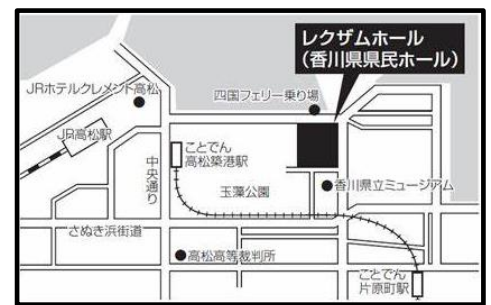 レクザムホール
(香川県県民ホール)
JRホテルクレメント高松
四国フェリー乗り場
JR高松駅
ことでん
高松築港駅
中央通り
玉藻公園
香川県立ミュージアム
さぬき浜街道
高松高等裁判所
ことでん
片原町駅